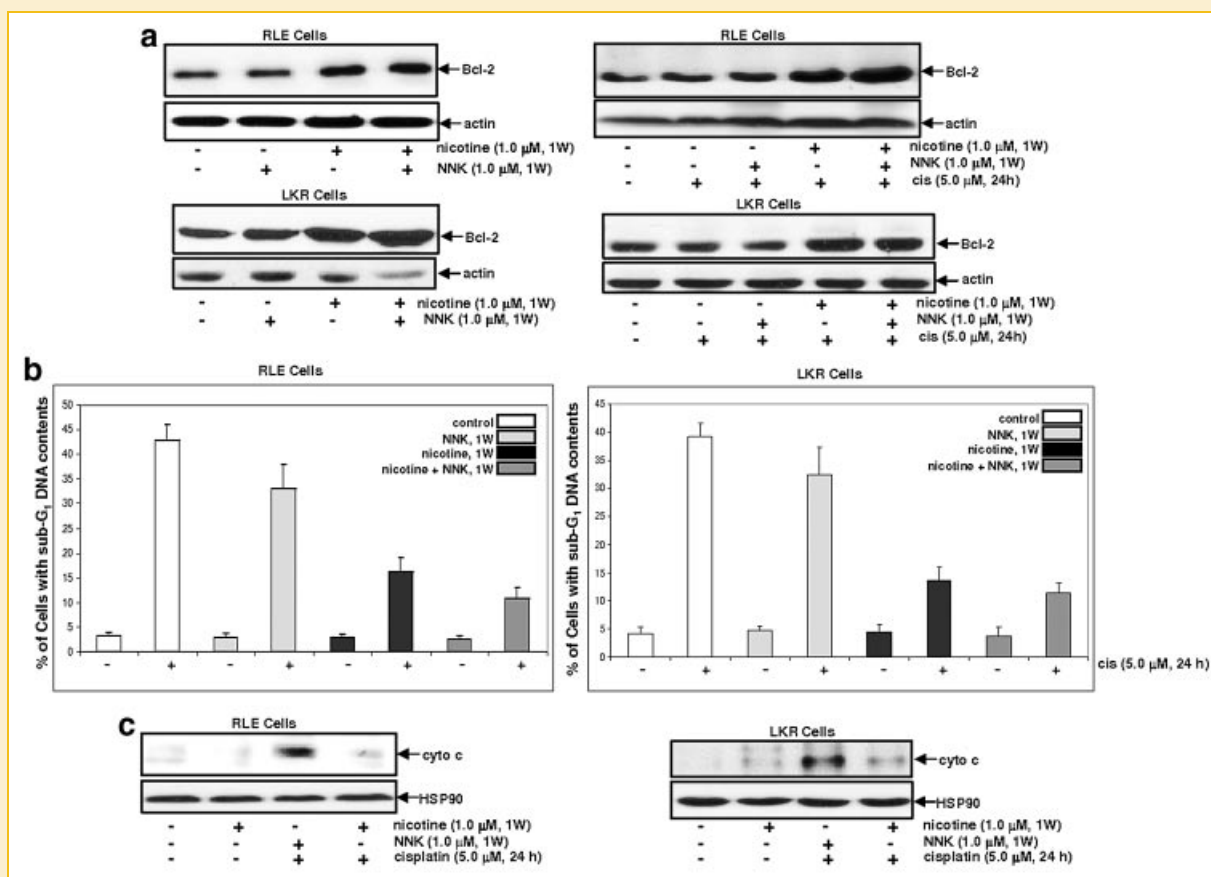 a
RLE Cells
Bcl-2
actin
- - + + nicotine (1.0 µM, 1W)
- + - + NNK (1.0 µM, 1W)
RLE Cells
Bcl-2
actin
- - - + + nicotine (1.0 µM, 1W)
- - + - + NNK (1.0 µM, 1W)
- + + + + cis (5.0 µM, 24h)
LKR Cells
Bcl-2
actin
- - + + nicotine (1.0 µM, 1W)
- + - + NNK (1.0 µM, 1W)
LKR Cells
Bcl-2
actin
- - - + + nicotine (1.0 µM, 1W)
- - + - + NNK (1.0 µM, 1W)
- + + + + cis (5.0 µM, 24h)
b
RLE Cells
% of Cells with sub-G1 DNA contents
50
45
40
35
30
25
20
15
10
5
0
control
NNK, 1W
nicotine, 1W
nicotine + NNK, 1W
- + - + - + - +
LKR Cells
% of Cells with sub-G1 DNA contents
45
40
35
30
25
20
15
10
5
0
control
NNK, 1W
nicotine, 1W
nicotine + NNK, 1W
- + - + - + - + cis (5.0 µM, 24 h)
c
RLE Cells
cyto c
HSP90
- + - + nicotine (1.0 µM, 1W)
- - + - NNK (1.0 µM, 1W)
- - + + cisplatin (5.0 µM, 24 h)
LKR Cells
cyto c
HSP90
- + - + nicotine (1.0 µM, 1W)
- - + - NNK (1.0 µM, 1W)
- - + + cisplatin (5.0 µM, 24 h)